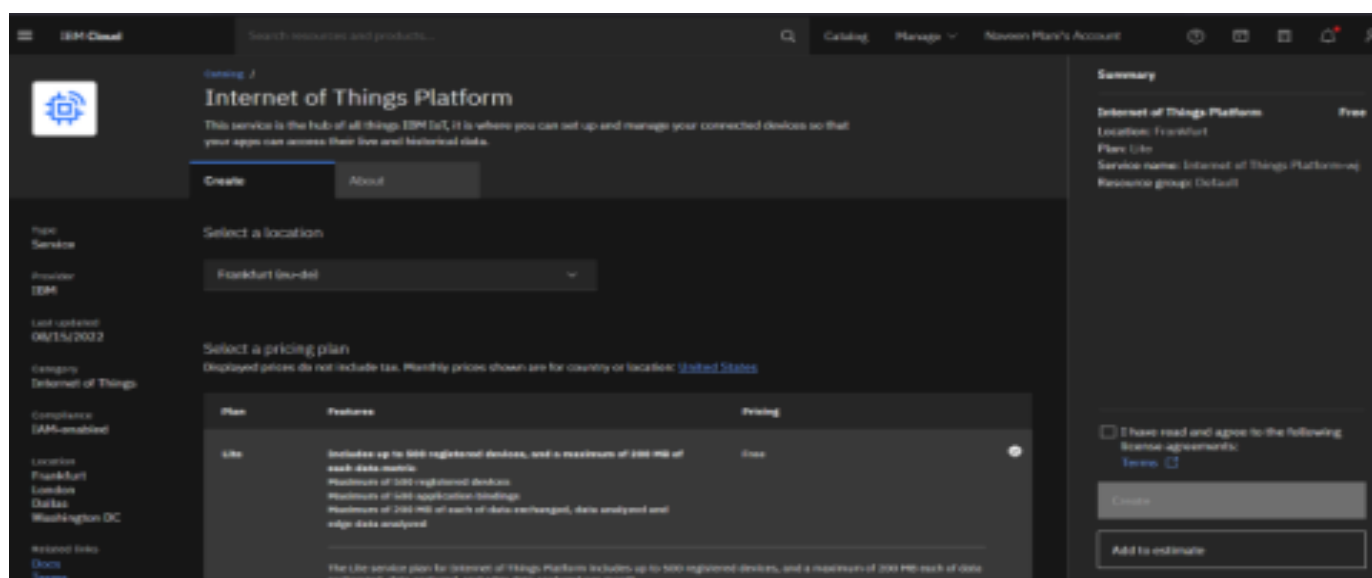 IBM Cloud
Search resources and products...
Catalog
Manage
Naveen Mani's Account
Catalog /
Internet of Things Platform
This service is the hub of all things IBM IoT, it is where you can set up and manage your connected devices so that
your apps can access their live and historical data.
Create
About
Type
Service
Provider
IBM
Last updated
08/15/2022
Category
Internet of Things
Compliance
IAM-enabled
Location
Frankfurt
London
Dallas
Washington DC
Related links
Docs
Terms
Select a location
Frankfurt (eu-de)
Select a pricing plan
Displayed prices do not include tax. Monthly prices shown are for country or location: United States
Plan
Features
Pricing
Lite
Includes up to 500 registered devices, and a maximum of 200 MB of
each data metric
Free
Maximum of 500 registered devices
Maximum of 500 application bindings
Maximum of 200 MB of each of data exchanged, data analyzed and
edge data analyzed
The Lite service plan for Internet of Things Platform includes up to 500 registered devices, and a maximum of 200 MB each of data
Summary
Internet of Things Platform
Free
Location: Frankfurt
Plan: Lite
Service name: Internet of Things Platform-wj
Resource group: Default
I have read and agree to the following
license agreements:
Terms
Create
Add to estimate